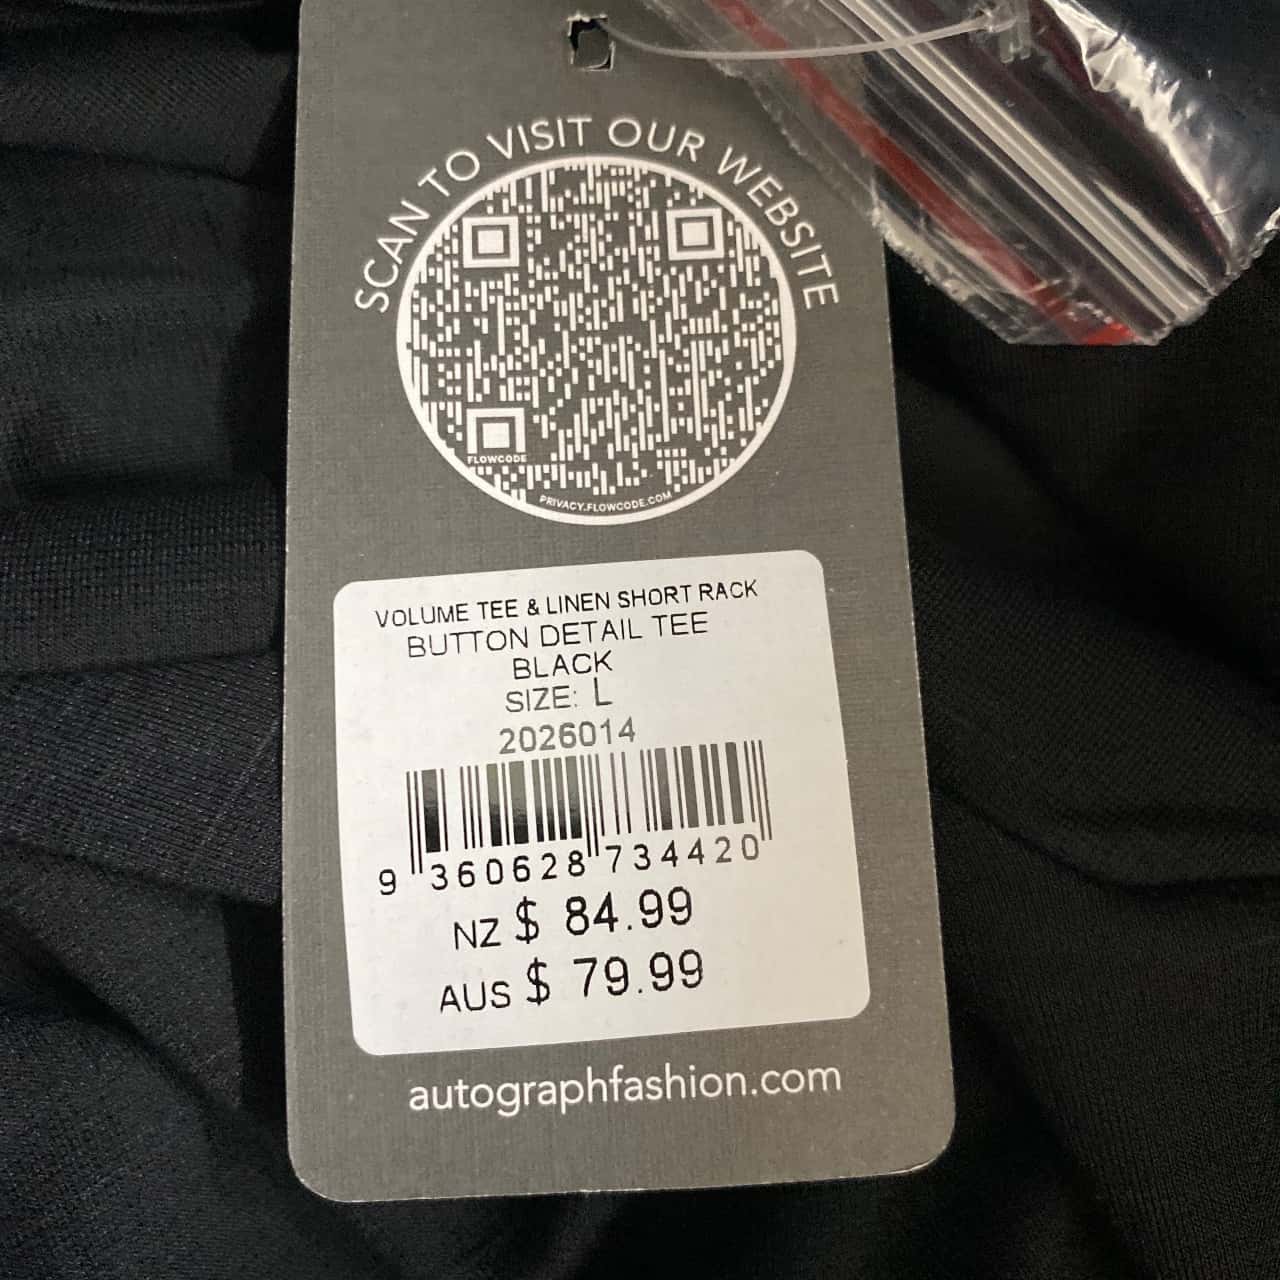 SCAN TO VISIT OUR WEBSITE
FLOWCODE
PRIVACY.FLOWCODE.COM
VOLUME TEE & LINEN SHORT RACK
BUTTON DETAIL TEE
BLACK
SIZE: L
2026014
9 360628 734420
NZ $ 84.99
AUS $ 79.99
autographfashion.com